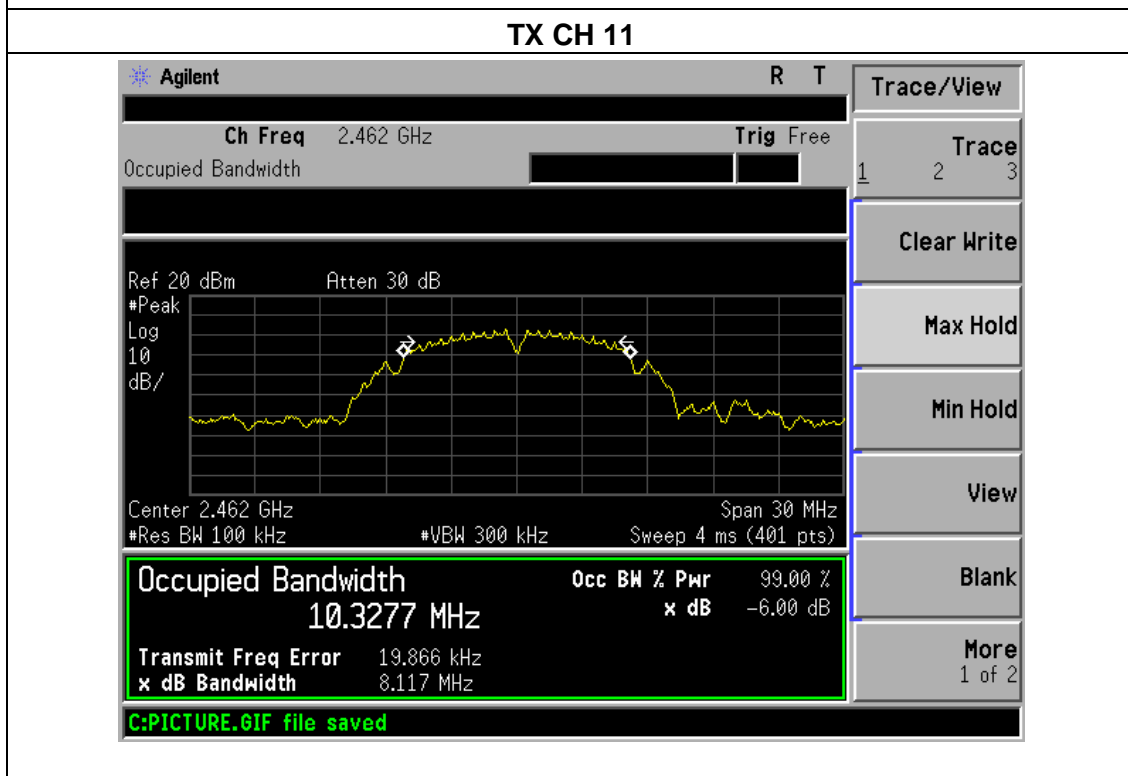 TX CH 11
Agilent R T
Ch Freq 2.462 GHz Trig Free
Occupied Bandwidth
Ref 20 dBm Atten 30 dB
#Peak
Log
10
dB/
Center 2.462 GHz Span 30 MHz
#Res BW 100 kHz #VBW 300 kHz Sweep 4 ms (401 pts)
Occupied Bandwidth Occ BW % Pwr 99.00 %
10.3277 MHz x dB -6.00 dB
Transmit Freq Error 19.866 kHz
x dB Bandwidth 8.117 MHz
C:PICTURE.GIF file saved
Trace/View
Trace
1 2 3
Clear Write
Max Hold
Min Hold
View
Blank
More
1 of 2